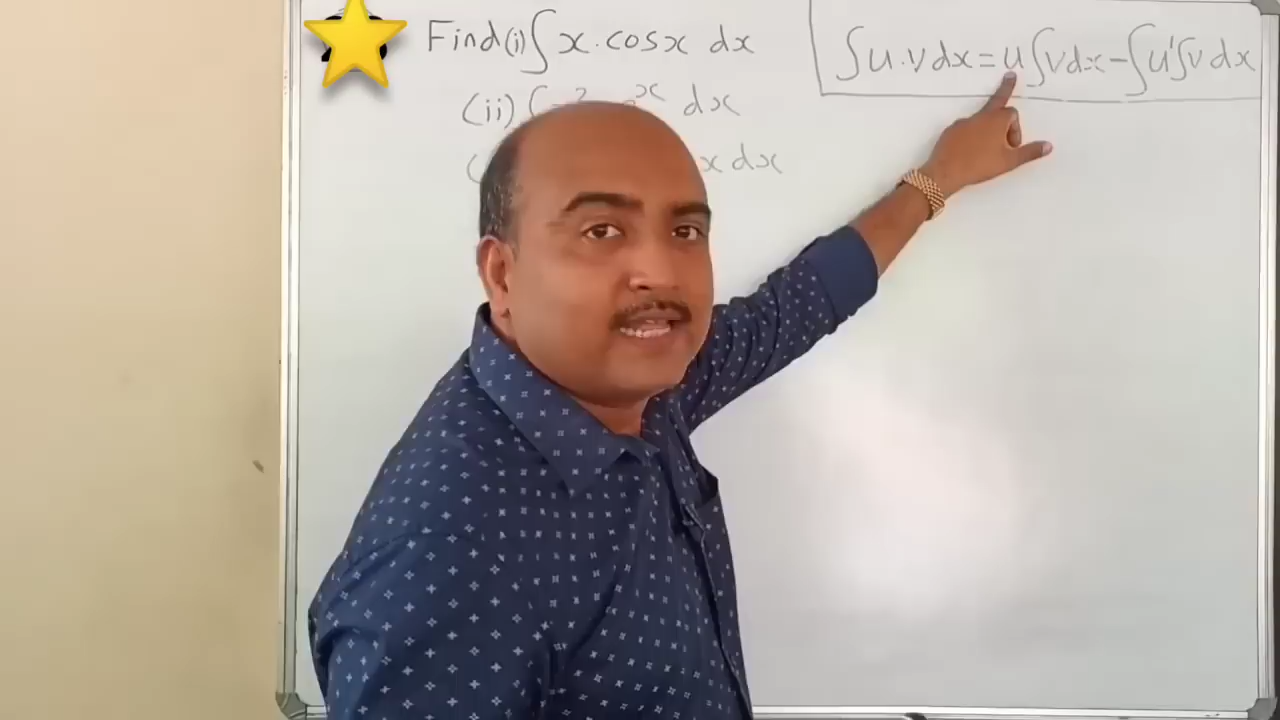 Find (i) ∫ x.cosx dx
∫u.v dx = u∫v dx − ∫u'∫v dx
(ii) ∫ dx
x dx